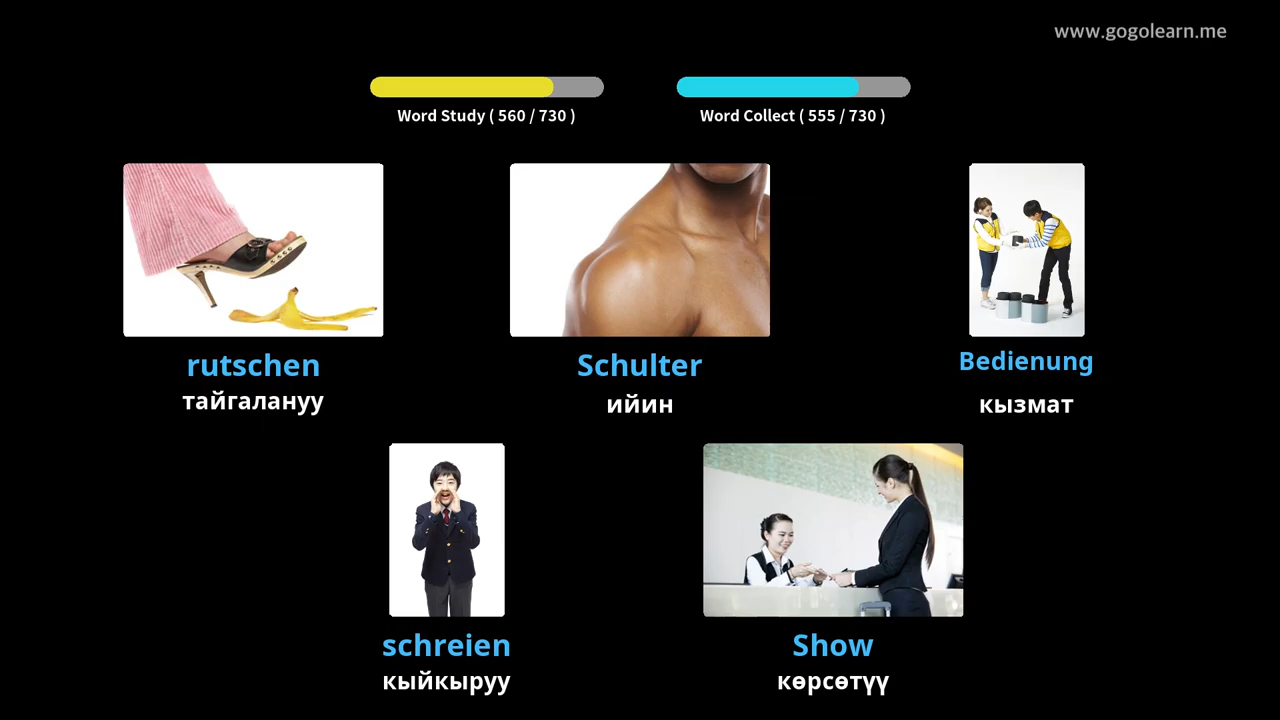 www.gogolearn.me
Word Study ( 560 / 730 )
Word Collect ( 555 / 730 )
rutschen
тайгалануу
Schulter
ийин
Bedienung
кызмат
schreien
кыйкыруу
Show
көрсөтүү